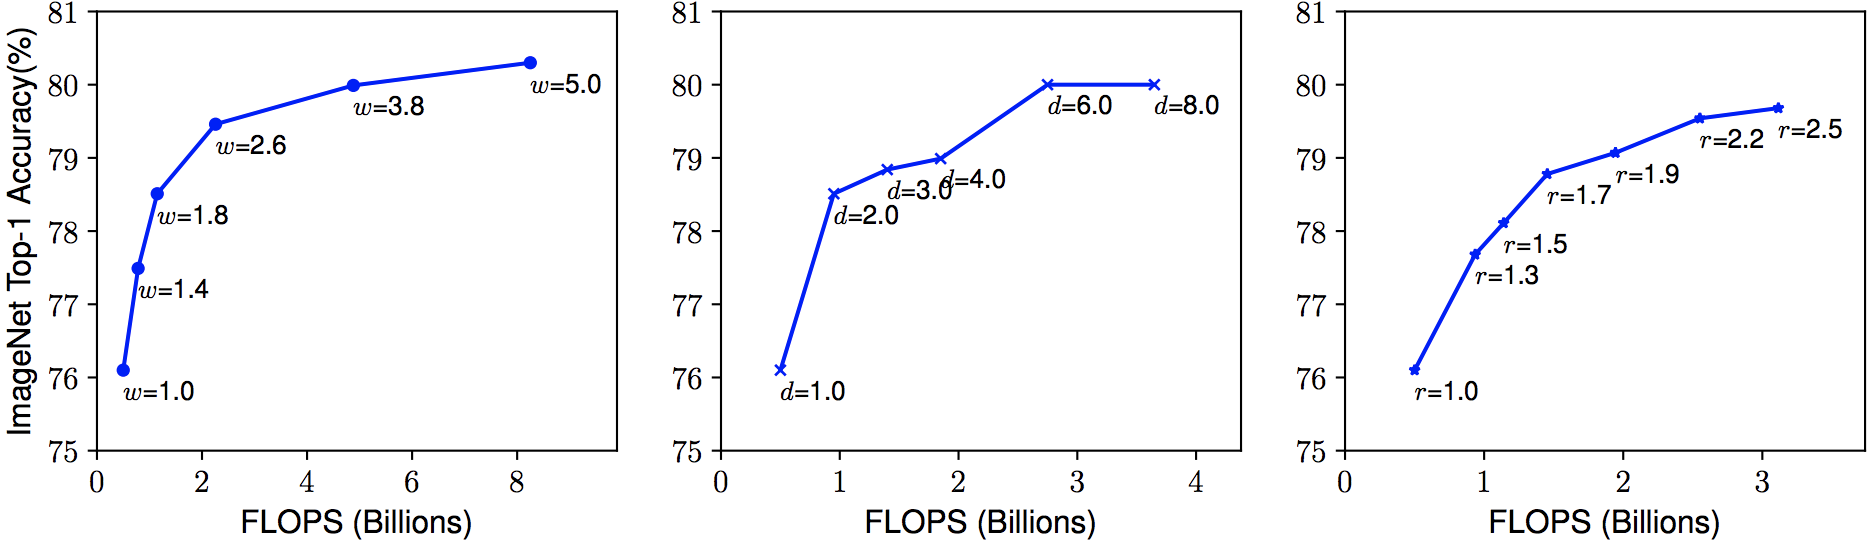 ImageNet Top-1 Accuracy(%)
81
80
79
78
77
76
75
0 2 4 6 8
FLOPS (Billions)
w=1.0
w=1.4
w=1.8
w=2.6
w=3.8
w=5.0
81
80
79
78
77
76
75
0 1 2 3 4
FLOPS (Billions)
d=1.0
d=2.0
d=3.0
d=4.0
d=6.0
d=8.0
81
80
79
78
77
76
75
0 1 2 3
FLOPS (Billions)
r=1.0
r=1.3
r=1.5
r=1.7
r=1.9
r=2.2
r=2.5